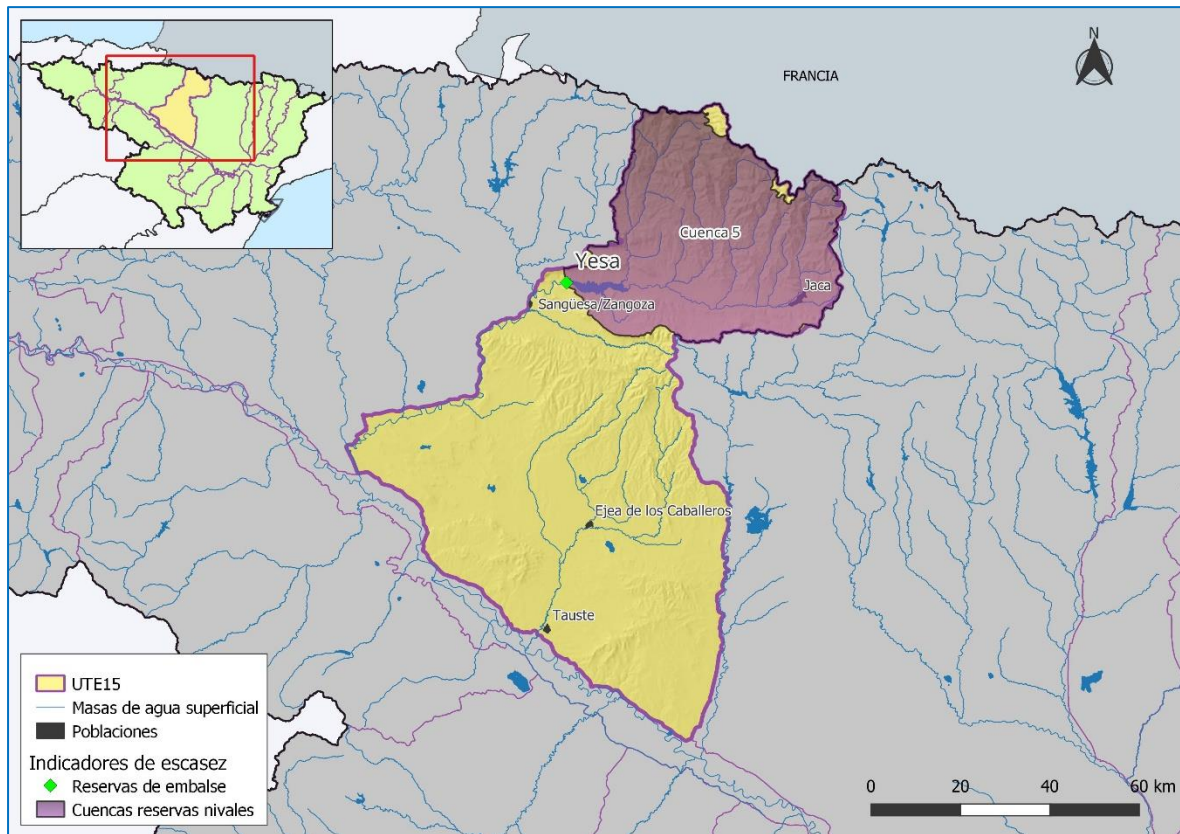 N
FRANCIA
Cuenca 5
Yesa
Jaca
Sangüesa/Zangoza
Ejea de los Caballeros
Tauste
UTE15
Masas de agua superficial
Poblaciones
Indicadores de escasez
Reservas de embalse
Cuencas reservas nivales
0 20 40 60 km